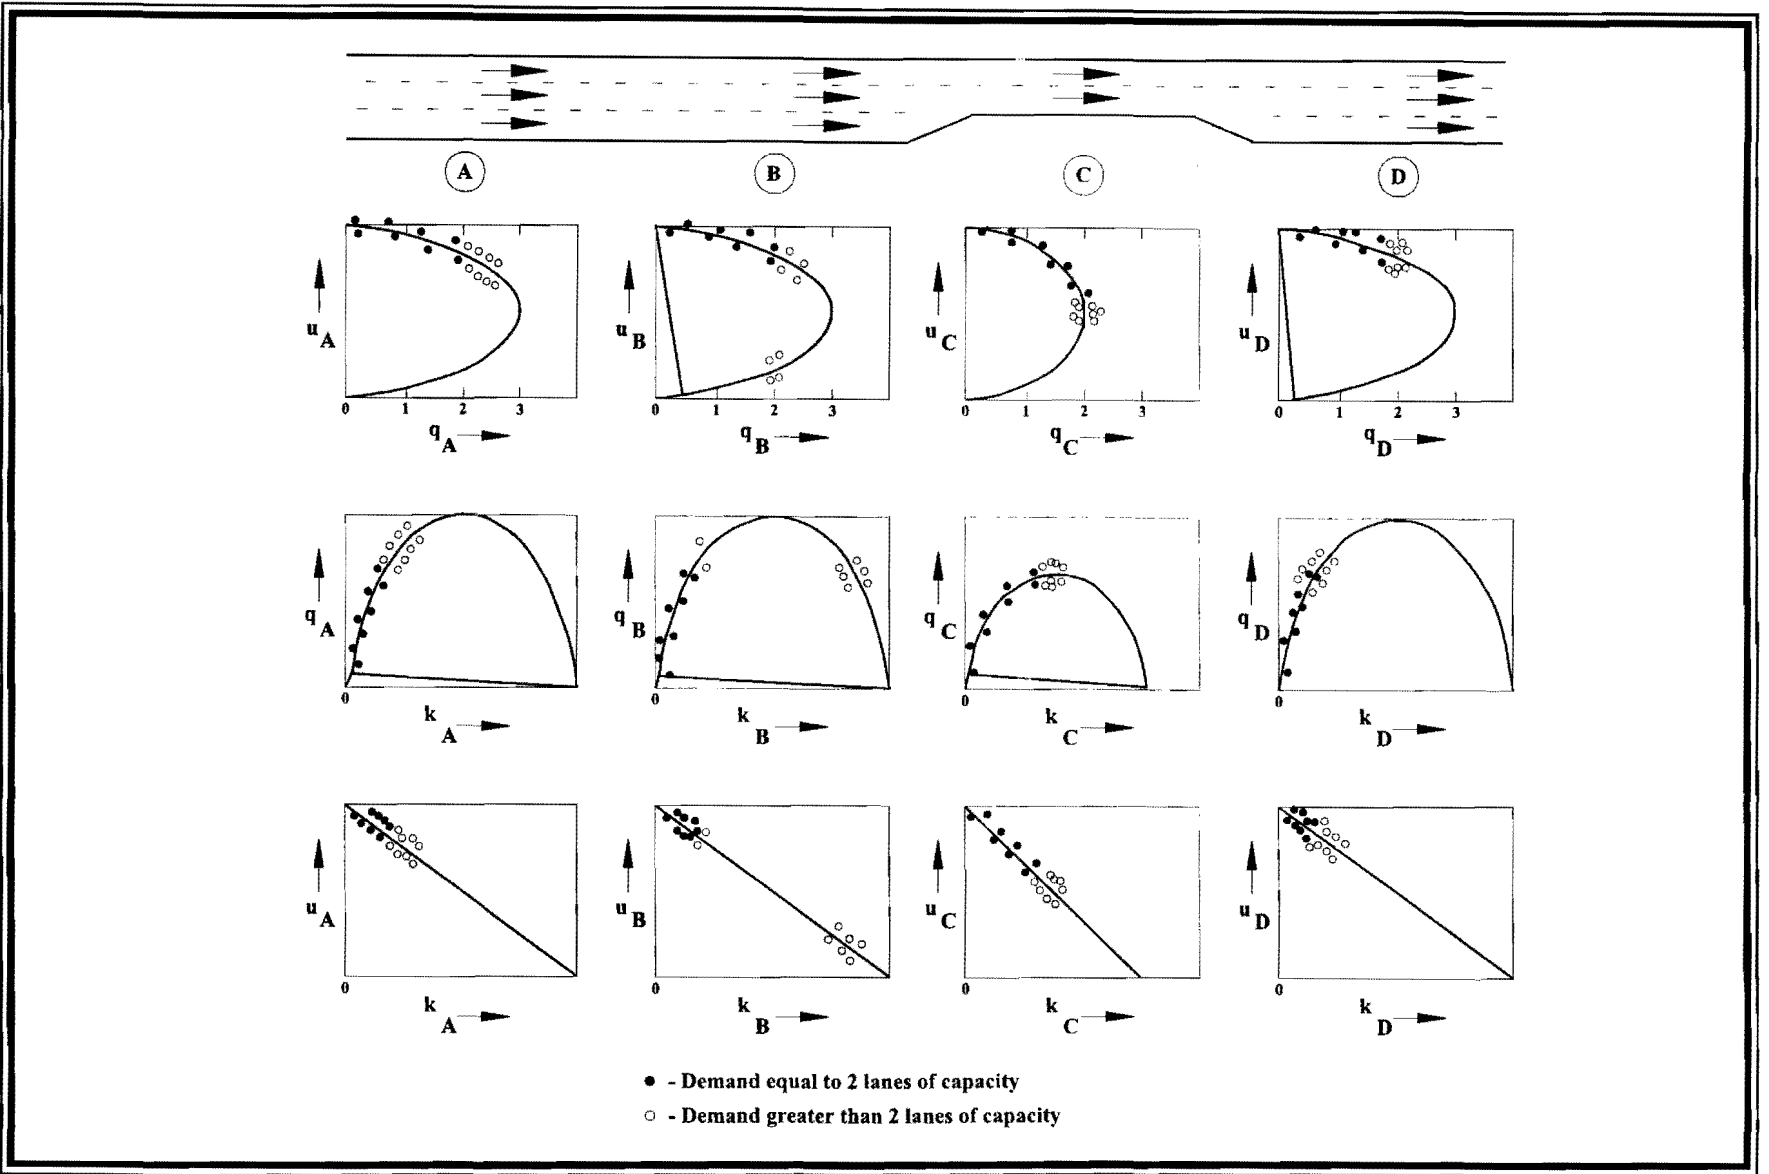 A B C D
u A u B u C u D
0 1 2 3 0 1 2 3 0 1 2 3 0 1 2 3
q A q B q C q D
q A q B q C q D
0 0 0 0
k A k B k C k D
u A u B u C u D
0 0 0 0
k A k B k C k D
- Demand equal to 2 lanes of capacity
- Demand greater than 2 lanes of capacity